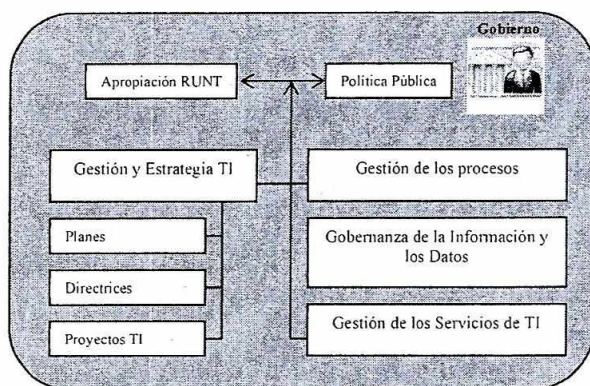 Gobierno
Apropiación RUNT
Política Pública
Gestión y Estrategia TI
Gestión de los procesos
Planes
Gobernanza de la Información y
los Datos
Directrices
Proyectos TI
Gestión de los Servicios de TI